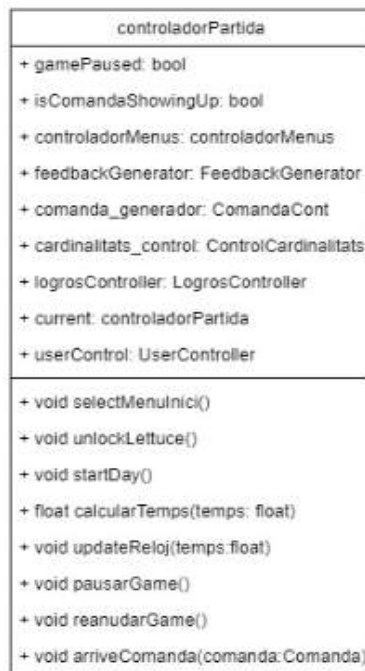 controladorPartida
+ gamePaused: bool
+ isComandaShowingUp: bool
+ controladorMenus: controladorMenus
+ feedbackGenerator: FeedbackGenerator
+ comanda_generador: ComandaCont
+ cardinalitats_control: ControlCardinalitats
+ logrosController: LogrosController
+ current: controladorPartida
+ userControl: UserController
+ void selectMenuInici()
+ void unlockLettuce()
+ void startDay()
+ float calcularTemps(temps: float)
+ void updateReloj(temps:float)
+ void pausarGame()
+ void reanudarGame()
+ void arriveComanda(comanda:Comanda)